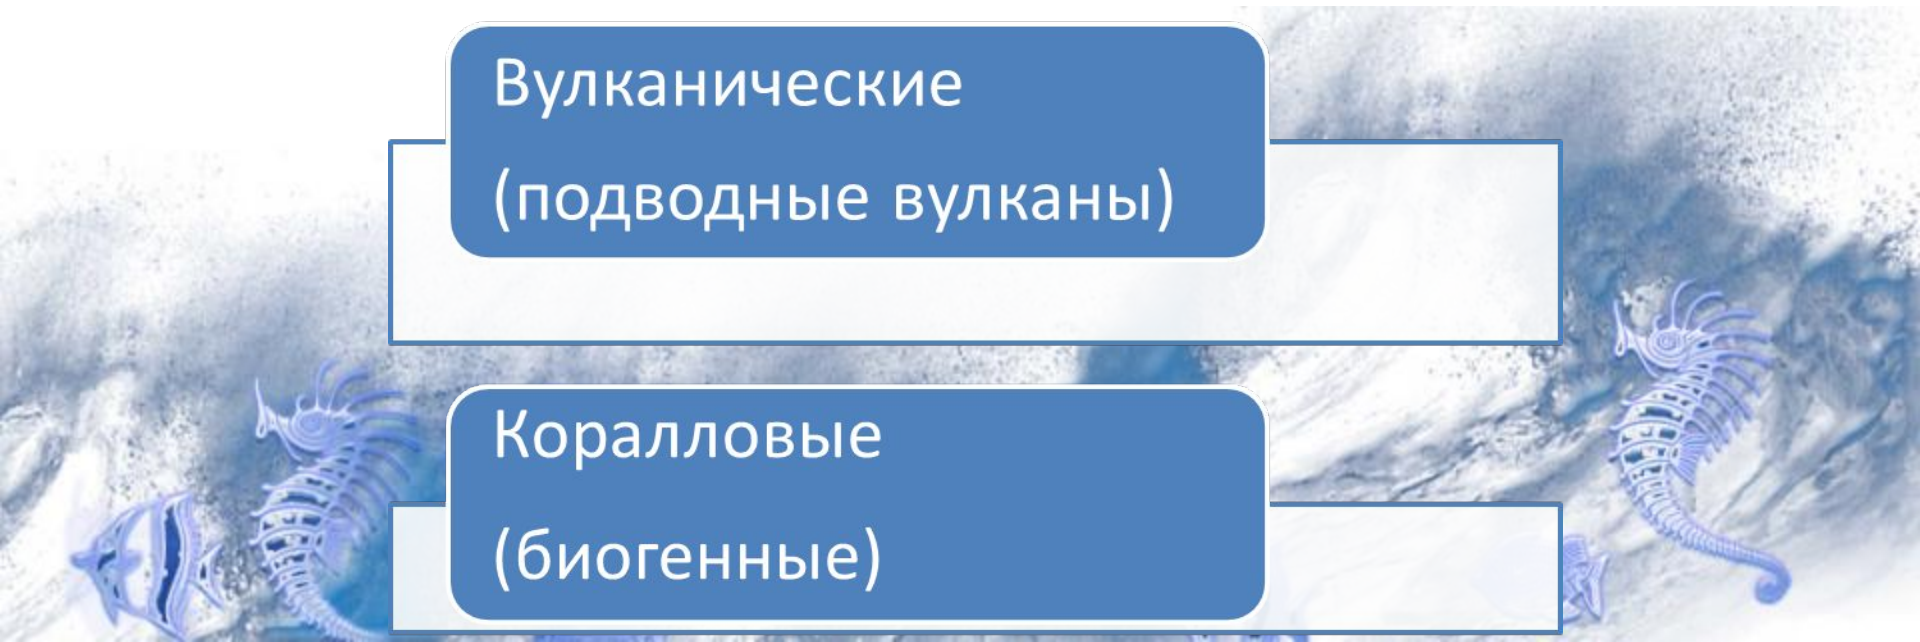 Вулканические
(подводные вулканы)
Коралловые
(биогенные)